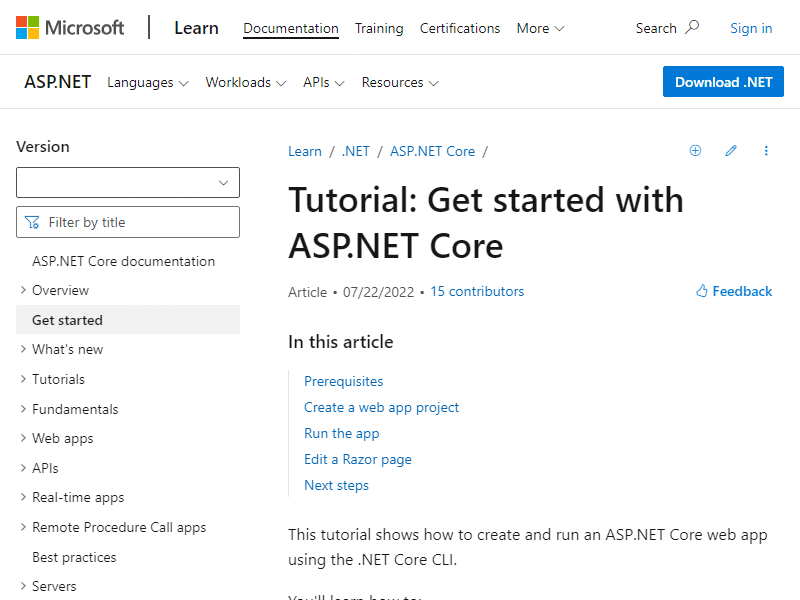 Microsoft Learn Documentation Training Certifications More Search Sign in
ASP.NET Languages Workloads APIs Resources Download .NET
Version
Filter by title
ASP.NET Core documentation
Overview
Get started
What's new
Tutorials
Fundamentals
Web apps
APIs
Real-time apps
Remote Procedure Call apps
Best practices
Servers
Learn / .NET / ASP.NET Core /
Tutorial: Get started with
ASP.NET Core
Article • 07/22/2022 • 15 contributors
Feedback
In this article
Prerequisites
Create a web app project
Run the app
Edit a Razor page
Next steps
This tutorial shows how to create and run an ASP.NET Core web app
using the .NET Core CLI.
You'll learn how to: